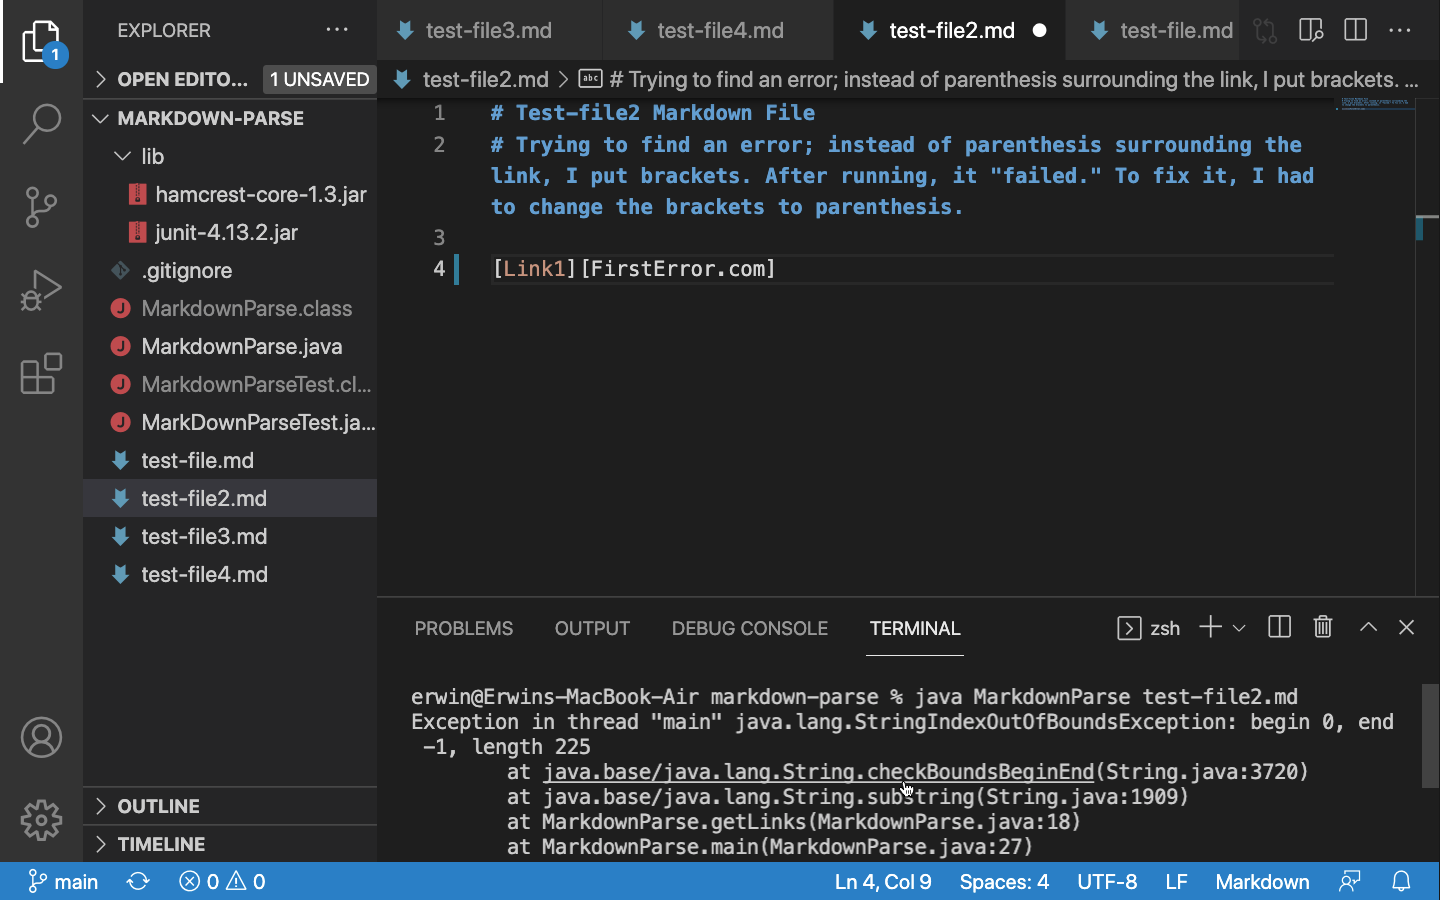 EXPLORER
test-file3.md
test-file4.md
test-file2.md
test-file.md
1
OPEN EDITO... 1 UNSAVED
test-file2.md > abc # Trying to find an error; instead of parenthesis surrounding the link, I put brackets. ...
MARKDOWN-PARSE
lib
hamcrest-core-1.3.jar
junit-4.13.2.jar
.gitignore
J MarkdownParse.class
J MarkdownParse.java
J MarkdownParseTest.cl...
J MarkDownParseTest.ja...
test-file.md
test-file2.md
test-file3.md
test-file4.md
OUTLINE
TIMELINE
1 # Test-file2 Markdown File
2 # Trying to find an error; instead of parenthesis surrounding the
link, I put brackets. After running, it "failed." To fix it, I had
to change the brackets to parenthesis.
3
4 [Link1][FirstError.com]
PROBLEMS OUTPUT DEBUG CONSOLE TERMINAL zsh
erwin@Erwins-MacBook-Air markdown-parse % java MarkdownParse test-file2.md
Exception in thread "main" java.lang.StringIndexOutOfBoundsException: begin 0, end
-1, length 225
at java.base/java.lang.String.checkBoundsBeginEnd(String.java:3720)
at java.base/java.lang.String.substring(String.java:1909)
at MarkdownParse.getLinks(MarkdownParse.java:18)
at MarkdownParse.main(MarkdownParse.java:27)
main 0 0 Ln 4, Col 9 Spaces: 4 UTF-8 LF Markdown